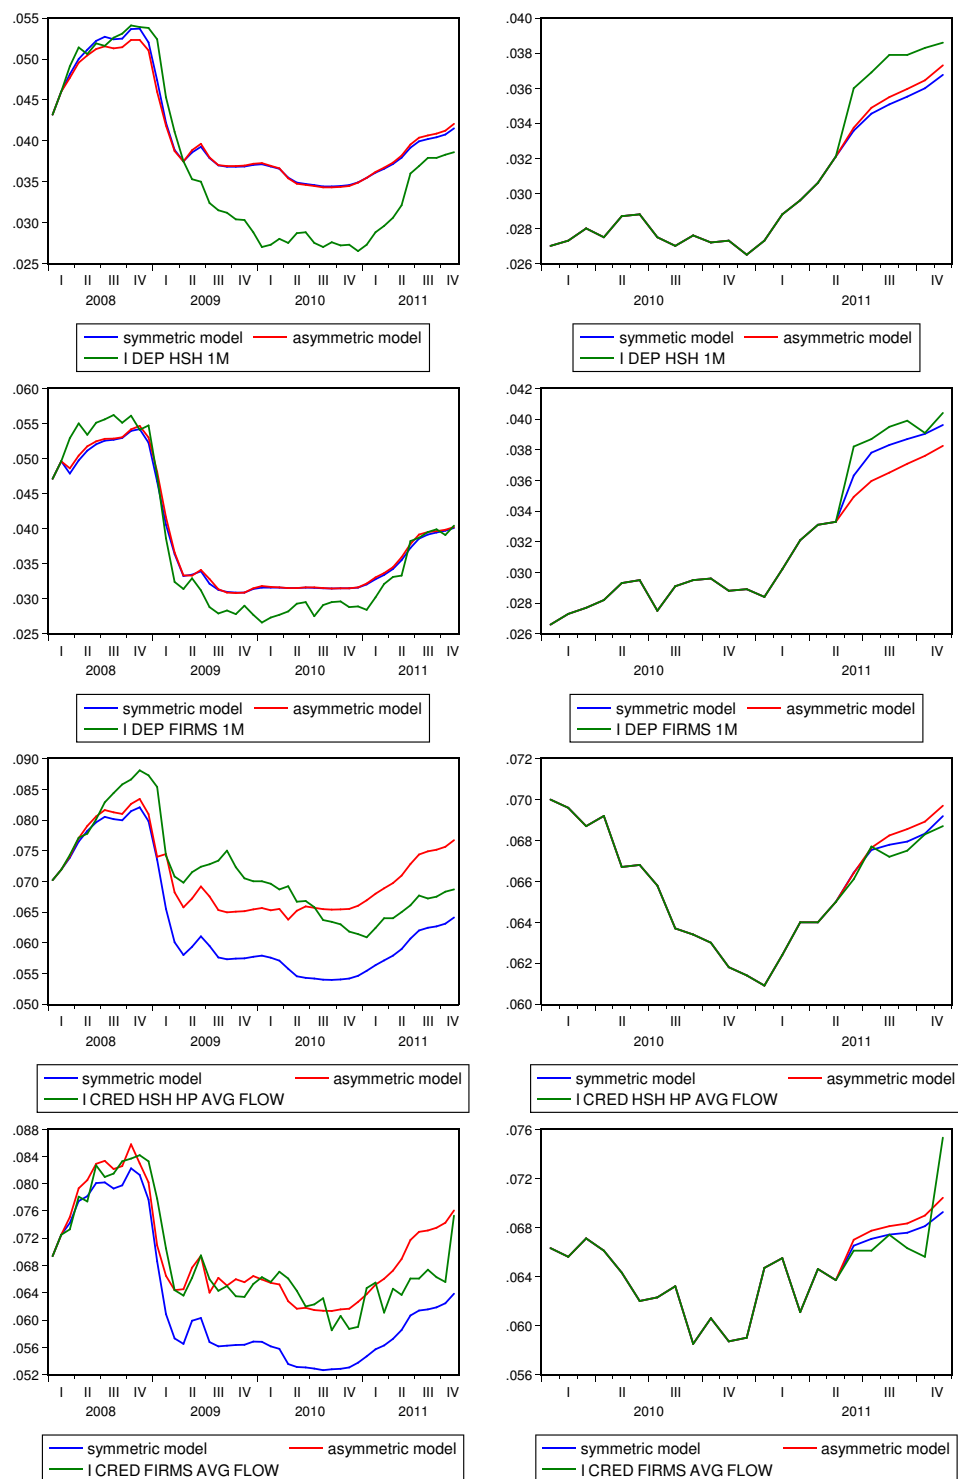 .055
.050
.045
.040
.035
.030
.025
I II III IV I II III IV I II III IV I II III IV
2008 2009 2010 2011
symmetric model asymmetric model
I DEP HSH 1M
.040
.038
.036
.034
.032
.030
.028
.026
I II III IV I II III IV
2010 2011
symmetic model asymmetric model
I DEP HSH 1M
.060
.055
.050
.045
.040
.035
.030
.025
I II III IV I II III IV I II III IV I II III IV
2008 2009 2010 2011
symmetric model asymmetric model
I DEP FIRMS 1M
.042
.040
.038
.036
.034
.032
.030
.028
.026
I II III IV I II III IV
2010 2011
symmetric model asymmetric model
I DEP FIRMS 1M
.090
.085
.080
.075
.070
.065
.060
.055
.050
I II III IV I II III IV I II III IV I II III IV
2008 2009 2010 2011
symmetric model asymmetric model
I CRED HSH HP AVG FLOW
.072
.070
.068
.066
.064
.062
.060
I II III IV I II III IV
2010 2011
symmetric model asymmetric model
I CRED HSH HP AVG FLOW
.088
.084
.080
.076
.072
.068
.064
.060
.056
.052
I II III IV I II III IV I II III IV I II III IV
2008 2009 2010 2011
symmetric model asymmetric model
I CRED FIRMS AVG FLOW
.076
.072
.068
.064
.060
.056
I II III IV I II III IV
2010 2011
symmetric model asymmetric model
I CRED FIRMS AVG FLOW